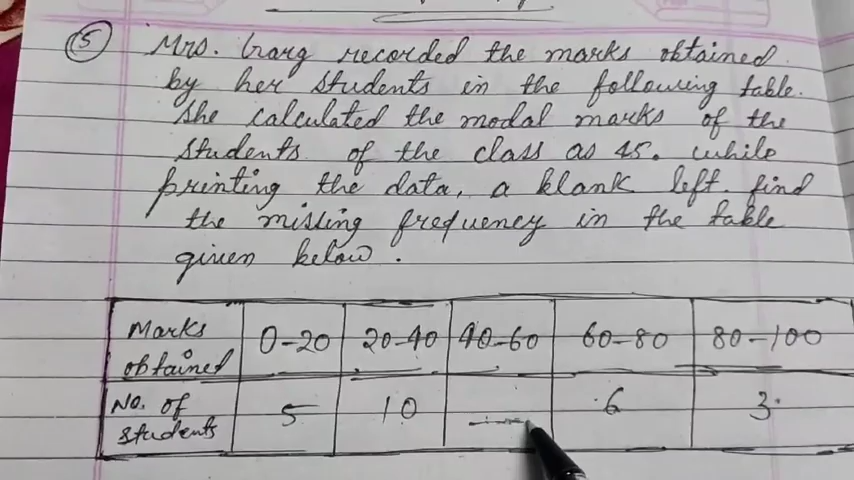 5 Mrs. Garg recorded the marks obtained
by her students in the following table.
She calculated the modal marks of the
students of the class as 45. While
printing the data, a blank left. find
the missing frequency in the table
given below.
Marks obtained 0-20 20-40 40-60 60-80 80-100
No. of students 5 10 __ 6 3